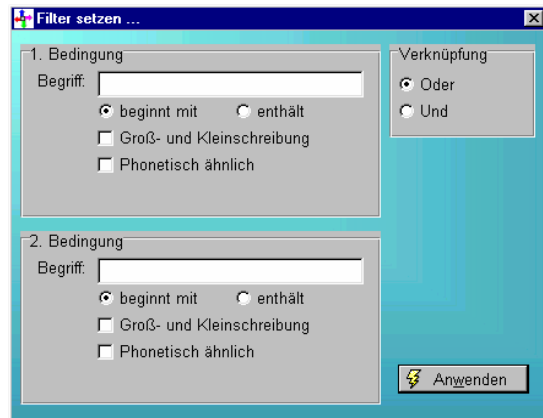 Filter setzen ...
1. Bedingung
Begriff:
beginnt mit enthält
Groß- und Kleinschreibung
Phonetisch ähnlich
Verknüpfung
Oder
Und
2. Bedingung
Begriff:
beginnt mit enthält
Groß- und Kleinschreibung
Phonetisch ähnlich
Anwenden